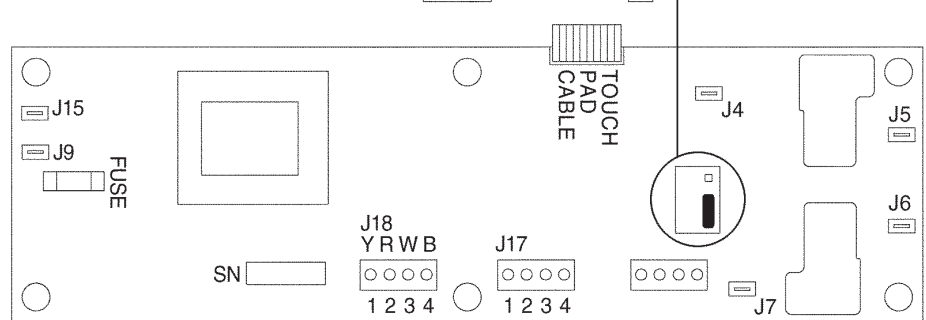 TOUCH
PAD
CABLE
J15
J4
J5
J9
FUSE
J6
J18
Y R W B
J17
SN
1 2 3 4
1 2 3 4
J7